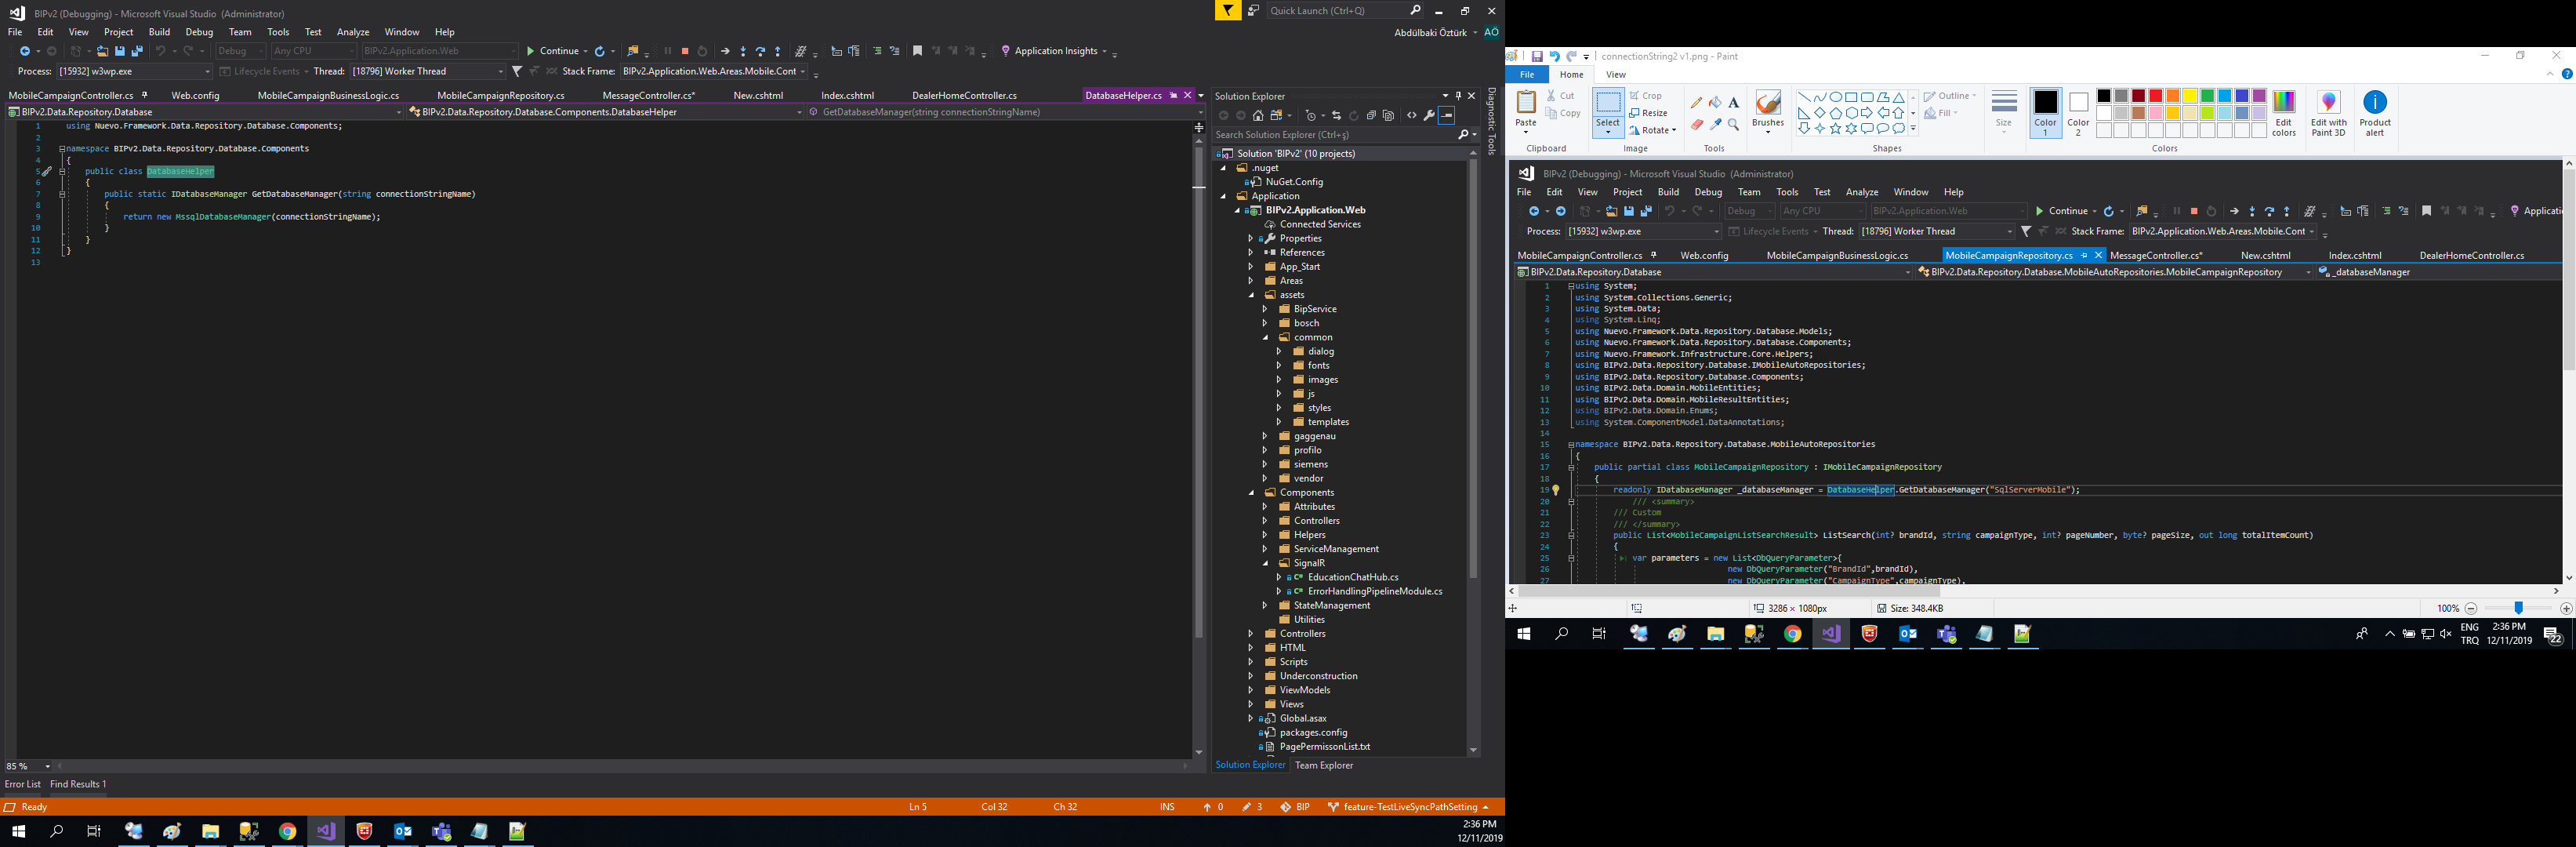 BIPv2 (Debugging) - Microsoft Visual Studio (Administrator)
Quick Launch (Ctrl+Q)
File Edit View Project Build Debug Team Tools Test Analyze Window Help
Abdülbaki Öztürk AÖ
Debug Any CPU BIPv2.Application.Web Continue Application Insights
Process: [15932] w3wp.exe Lifecycle Events Thread: [18796] Worker Thread Stack Frame: BIPv2.Application.Web.Areas.Mobile.Cont
MobileCampaignController.cs Web.config MobileCampaignBusinessLogic.cs MobileCampaignRepository.cs MessageController.cs* New.cshtml Index.cshtml DealerHomeController.cs DatabaseHelper.cs
BIPv2.Data.Repository.Database BIPv2.Data.Repository.Database.Components.DatabaseHelper GetDatabaseManager(string connectionStringName)
1 using Nuevo.Framework.Data.Repository.Database.Components;
2
3 namespace BIPv2.Data.Repository.Database.Components
4 {
5 public class DatabaseHelper
6 {
7 public static IDatabaseManager GetDatabaseManager(string connectionStringName)
8 {
9 return new MssqlDatabaseManager(connectionStringName);
10 }
11 }
12 }
13
85 %
Error List Find Results 1
Ready Ln 5 Col 32 Ch 32 INS 0 3 BIP feature-TestLiveSyncPathSetting
2:36 PM
12/11/2019
Solution Explorer
Search Solution Explorer (Ctrl+ş)
Solution 'BIPv2' (10 projects)
.nuget
NuGet.Config
Application
BIPv2.Application.Web
Connected Services
Properties
References
App_Start
Areas
assets
BipService
bosch
common
dialog
fonts
images
js
styles
templates
gaggenau
profilo
siemens
vendor
Components
Attributes
Controllers
Helpers
ServiceManagement
SignalR
EducationChatHub.cs
ErrorHandlingPipelineModule.cs
StateManagement
Utilities
Controllers
HTML
Scripts
Underconstruction
ViewModels
Views
Global.asax
packages.config
PagePermissonList.txt
Solution Explorer Team Explorer
Diagnostic Tools
connectionString2 v1.png - Paint
File Home View
Paste Cut Copy Select Crop Resize Rotate A Brushes Outline Fill Size Color 1 Color 2 Edit colors Edit with Paint 3D Product alert
Clipboard Image Tools Shapes Colors
BIPv2 (Debugging) - Microsoft Visual Studio (Administrator)
File Edit View Project Build Debug Team Tools Test Analyze Window Help
Debug Any CPU BIPv2.Application.Web Continue Applicati
Process: [15932] w3wp.exe Lifecycle Events Thread: [18796] Worker Thread Stack Frame: BIPv2.Application.Web.Areas.Mobile.Cont
MobileCampaignController.cs Web.config MobileCampaignBusinessLogic.cs MobileCampaignRepository.cs MessageController.cs* New.cshtml Index.cshtml DealerHomeController.cs
BIPv2.Data.Repository.Database BIPv2.Data.Repository.Database.MobileAutoRepositories.MobileCampaignRepository _databaseManager
1 using System;
2 using System.Collections.Generic;
3 using System.Data;
4 using System.Linq;
5 using Nuevo.Framework.Data.Repository.Database.Models;
6 using Nuevo.Framework.Data.Repository.Database.Components;
7 using Nuevo.Framework.Infrastructure.Core.Helpers;
8 using BIPv2.Data.Repository.Database.IMobileAutoRepositories;
9 using BIPv2.Data.Repository.Database.Components;
10 using BIPv2.Data.Domain.MobileEntities;
11 using BIPv2.Data.Domain.MobileResultEntities;
12 using BIPv2.Data.Domain.Enums;
13 using System.ComponentModel.DataAnnotations;
14
15 namespace BIPv2.Data.Repository.Database.MobileAutoRepositories
16 {
17 public partial class MobileCampaignRepository : IMobileCampaignRepository
18 {
19 readonly IDatabaseManager _databaseManager = DatabaseHelper.GetDatabaseManager("SqlServerMobile");
20 /// <summary>
21 /// Custom
22 /// </summary>
23 public List<MobileCampaignListSearchResult> ListSearch(int? brandId, string campaignType, int? pageNumber, byte? pageSize, out long totalItemCount)
24 {
25 var parameters = new List<DbQueryParameter>{
26 new DbQueryParameter("BrandId",brandId),
27 new DbQueryParameter("CampaignType",campaignType),
3286 × 1080px Size: 348.4KB 100%
ENG 2:36 PM
TRQ 12/11/2019 22